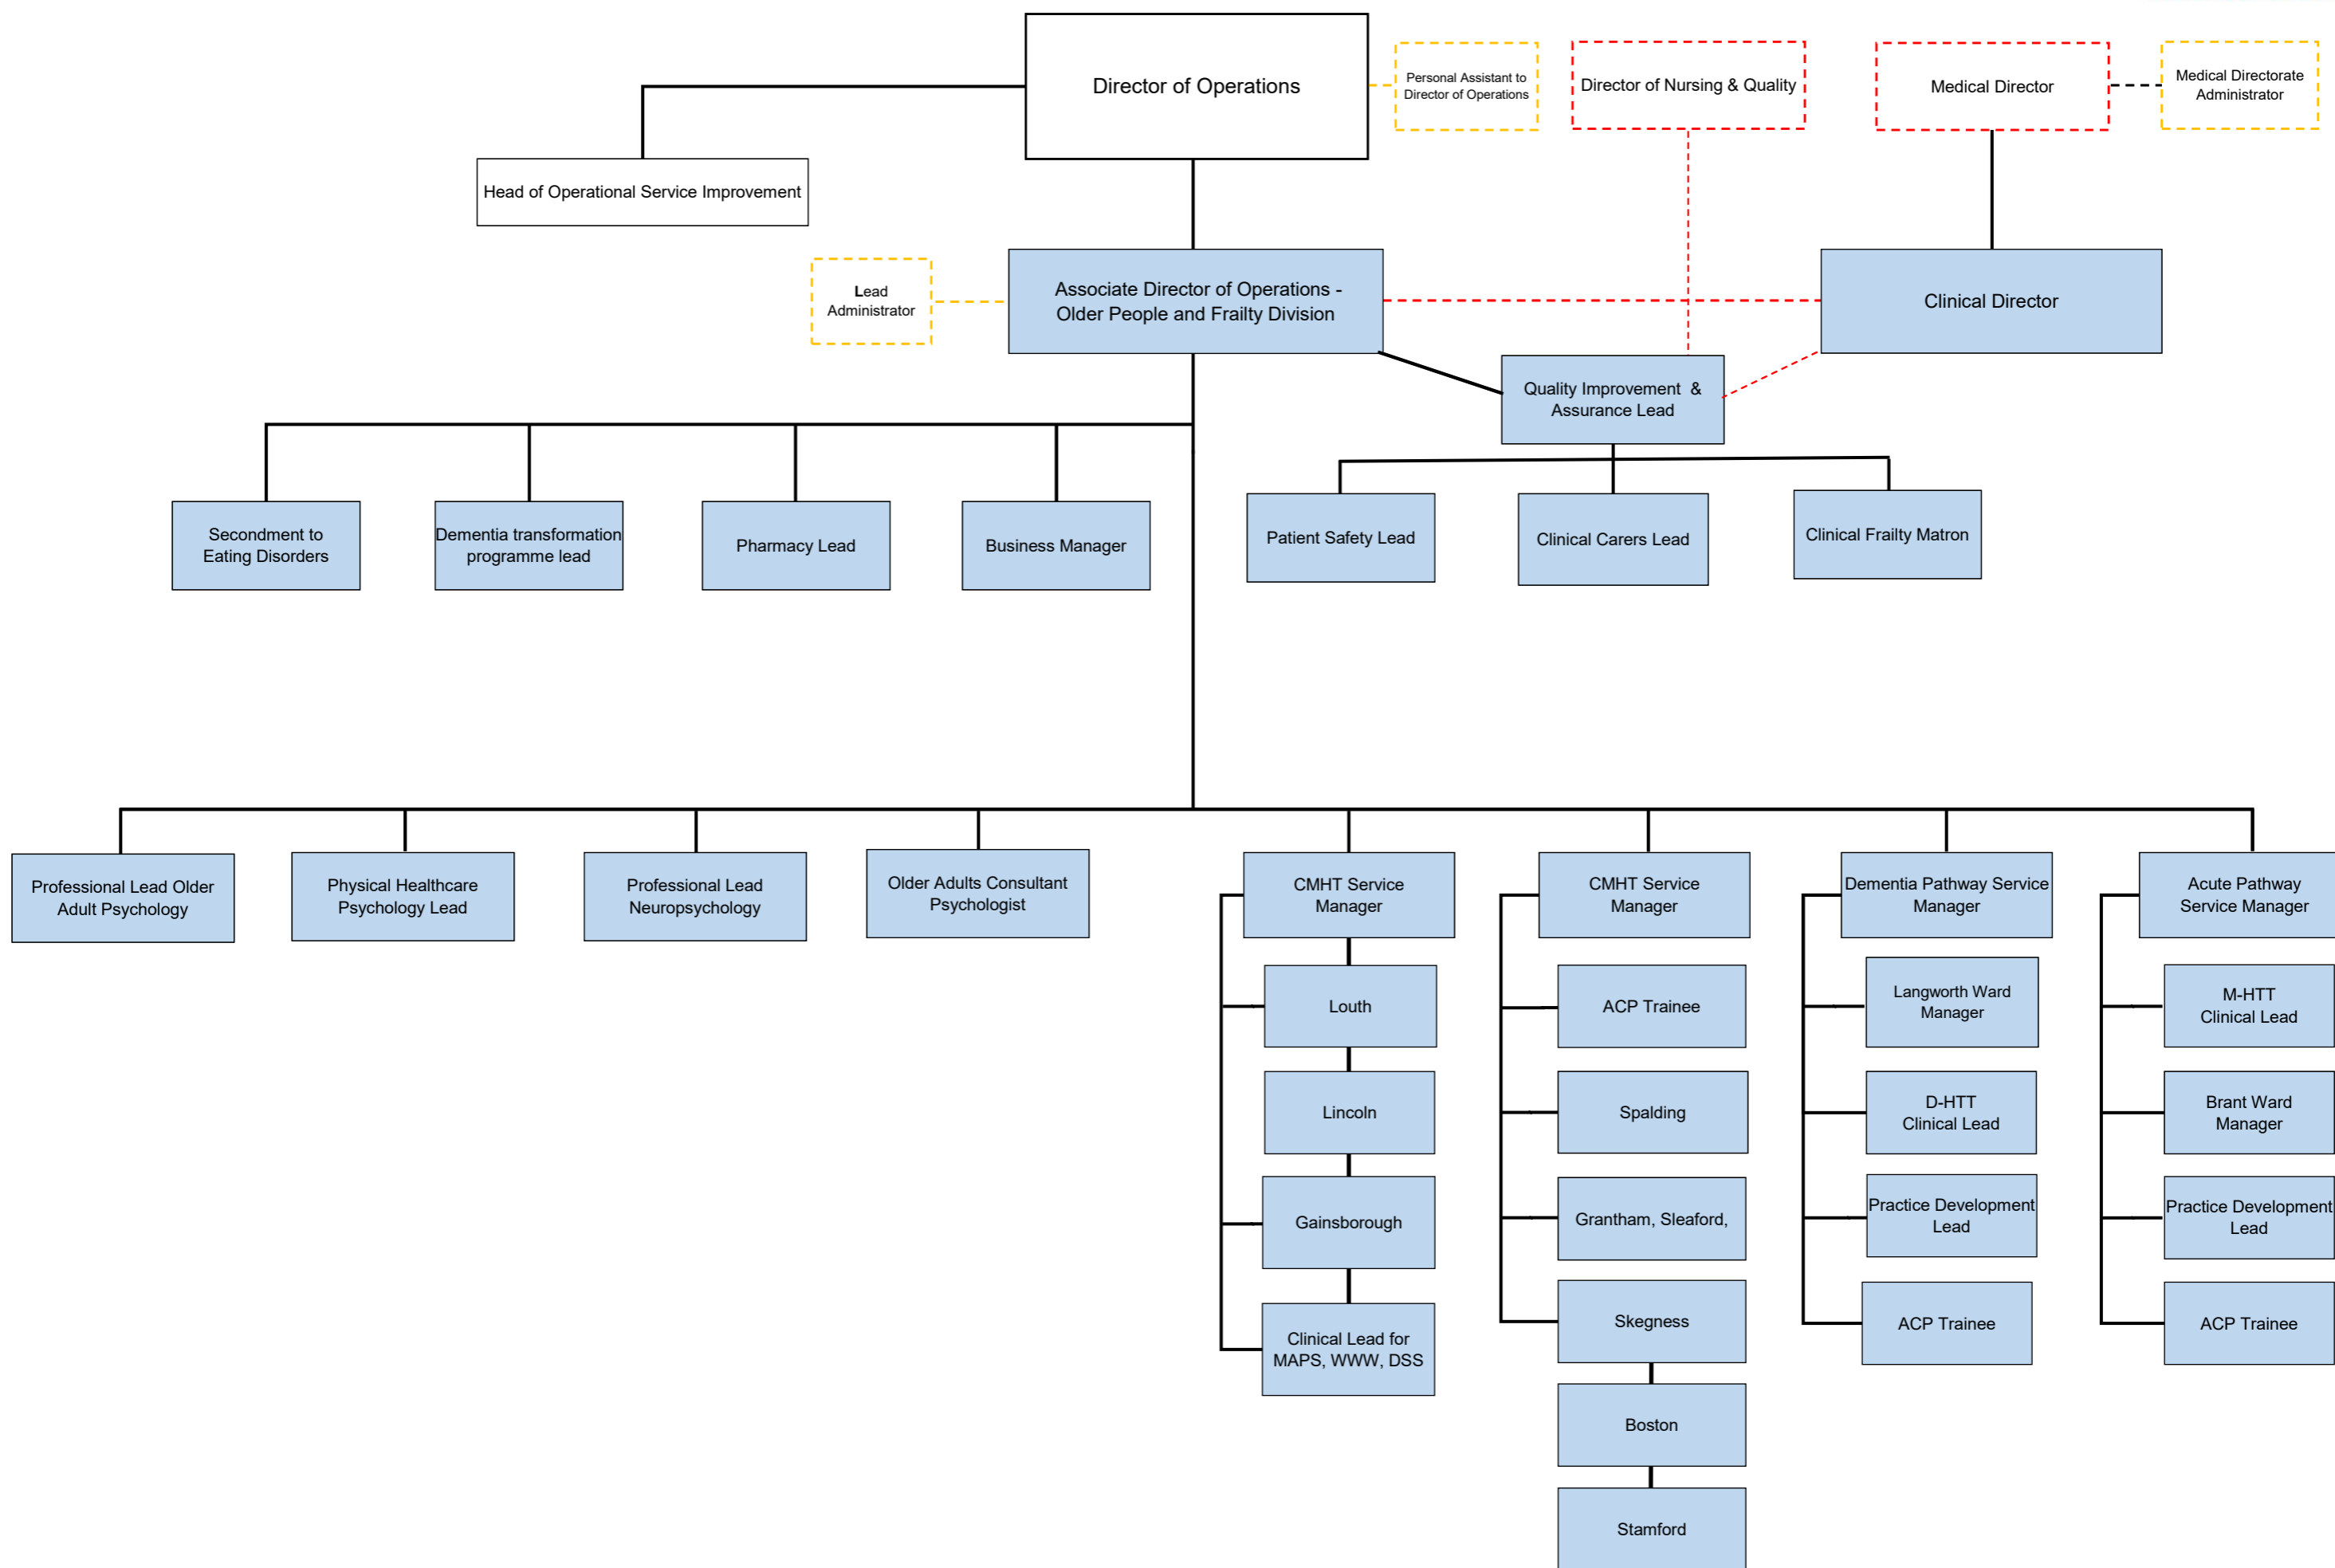 Director of Operations
Personal Assistant to
Director of Operations
Director of Nursing & Quality
Medical Director
Medical Directorate
Administrator
Head of Operational Service Improvement
Lead
Administrator
Associate Director of Operations -
Older People and Frailty Division
Clinical Director
Quality Improvement &
Assurance Lead
Secondment to
Eating Disorders
Dementia transformation
programme lead
Pharmacy Lead
Business Manager
Patient Safety Lead
Clinical Carers Lead
Clinical Frailty Matron
Professional Lead Older
Adult Psychology
Physical Healthcare
Psychology Lead
Professional Lead
Neuropsychology
Older Adults Consultant
Psychologist
CMHT Service
Manager
CMHT Service
Manager
Dementia Pathway Service
Manager
Acute Pathway
Service Manager
Louth
ACP Trainee
Langworth Ward
Manager
M-HTT
Clinical Lead
Lincoln
Spalding
D-HTT
Clinical Lead
Brant Ward
Manager
Gainsborough
Grantham, Sleaford,
Practice Development
Lead
Practice Development
Lead
Clinical Lead for
MAPS, WWW, DSS
Skegness
ACP Trainee
ACP Trainee
Boston
Stamford